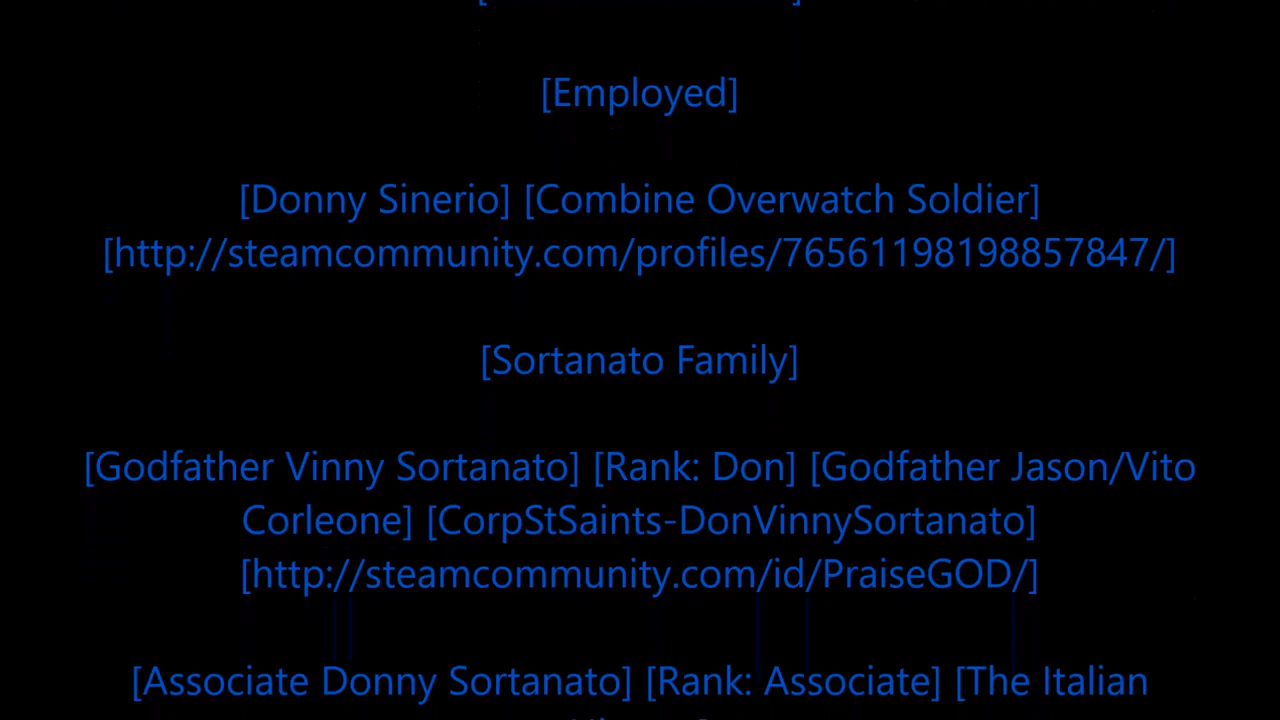 [Employed]
[Donny Sinerio] [Combine Overwatch Soldier]
[http://steamcommunity.com/profiles/76561198198857847/]
[Sortanato Family]
[Godfather Vinny Sortanato] [Rank: Don] [Godfather Jason/Vito
Corleone] [CorpStSaints-DonVinnySortanato]
[http://steamcommunity.com/id/PraiseGOD/]
[Associate Donny Sortanato] [Rank: Associate] [The Italian